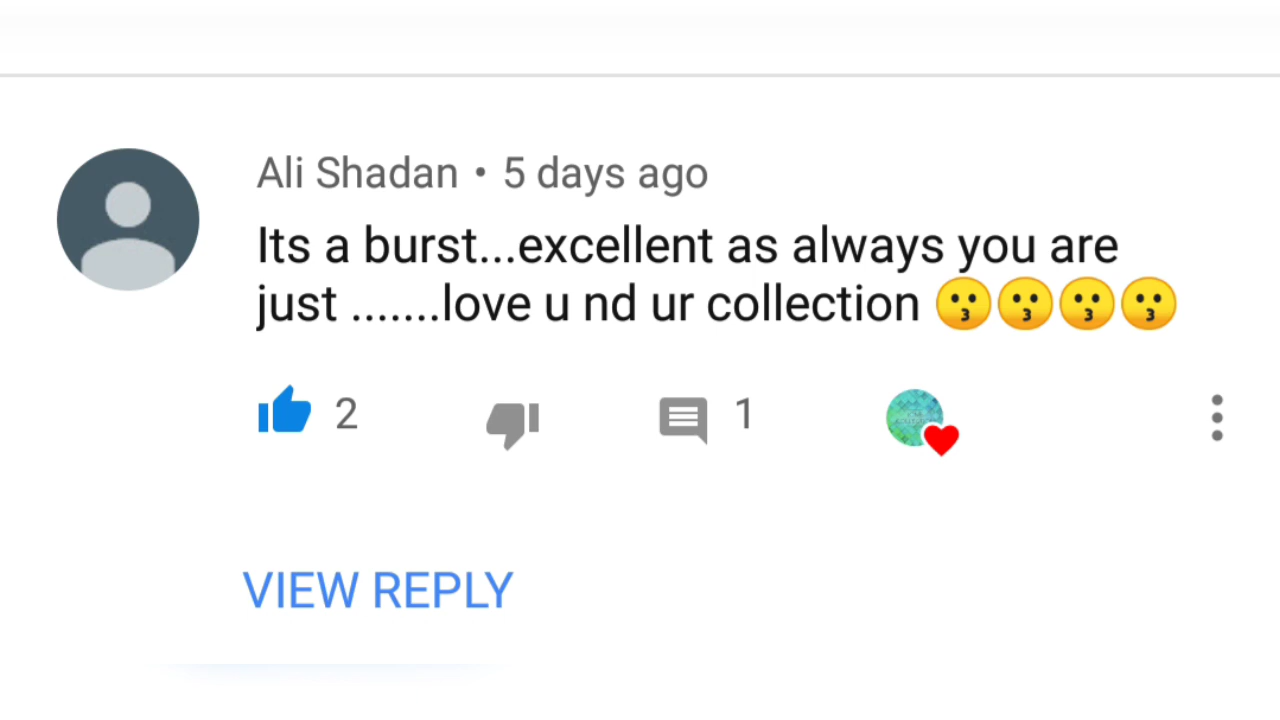 Ali Shadan • 5 days ago
Its a burst...excellent as always you are
just .......love u nd ur collection 😗😗😗😗
2
1
VIEW REPLY